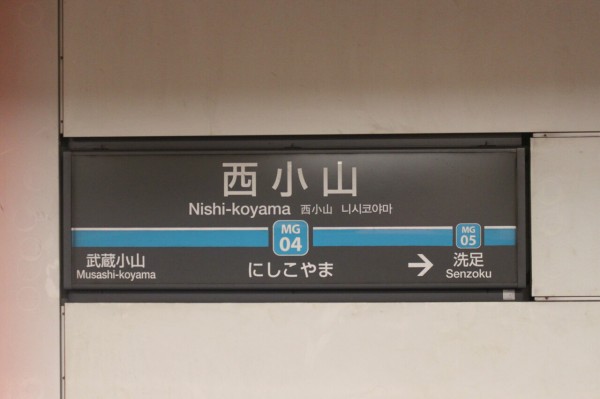 西小山
Nishi-koyama 西小山 니시코야마
MG
04
MG
05
武蔵小山
にしこやま
→
洗足
Musashi-koyama
Senzoku